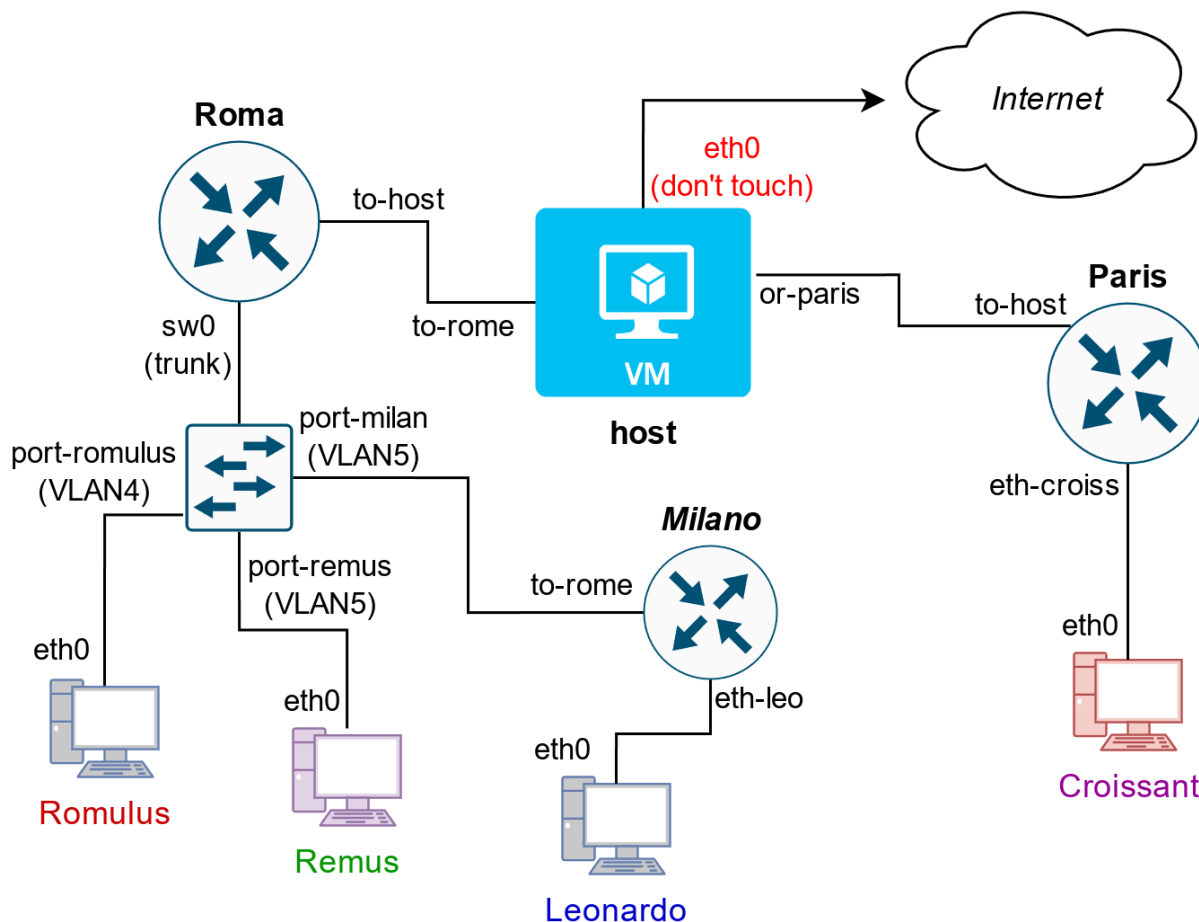 Internet
Roma
eth0
(don't touch)
to-host
to-rome
VM
host
or-paris
Paris
to-host
sw0
(trunk)
port-milan
(VLAN5)
port-romulus
(VLAN4)
eth-croiss
Milano
port-remus
(VLAN5)
to-rome
eth0
eth0
eth0
eth-leo
eth0
Romulus
Remus
Leonardo
Croissant